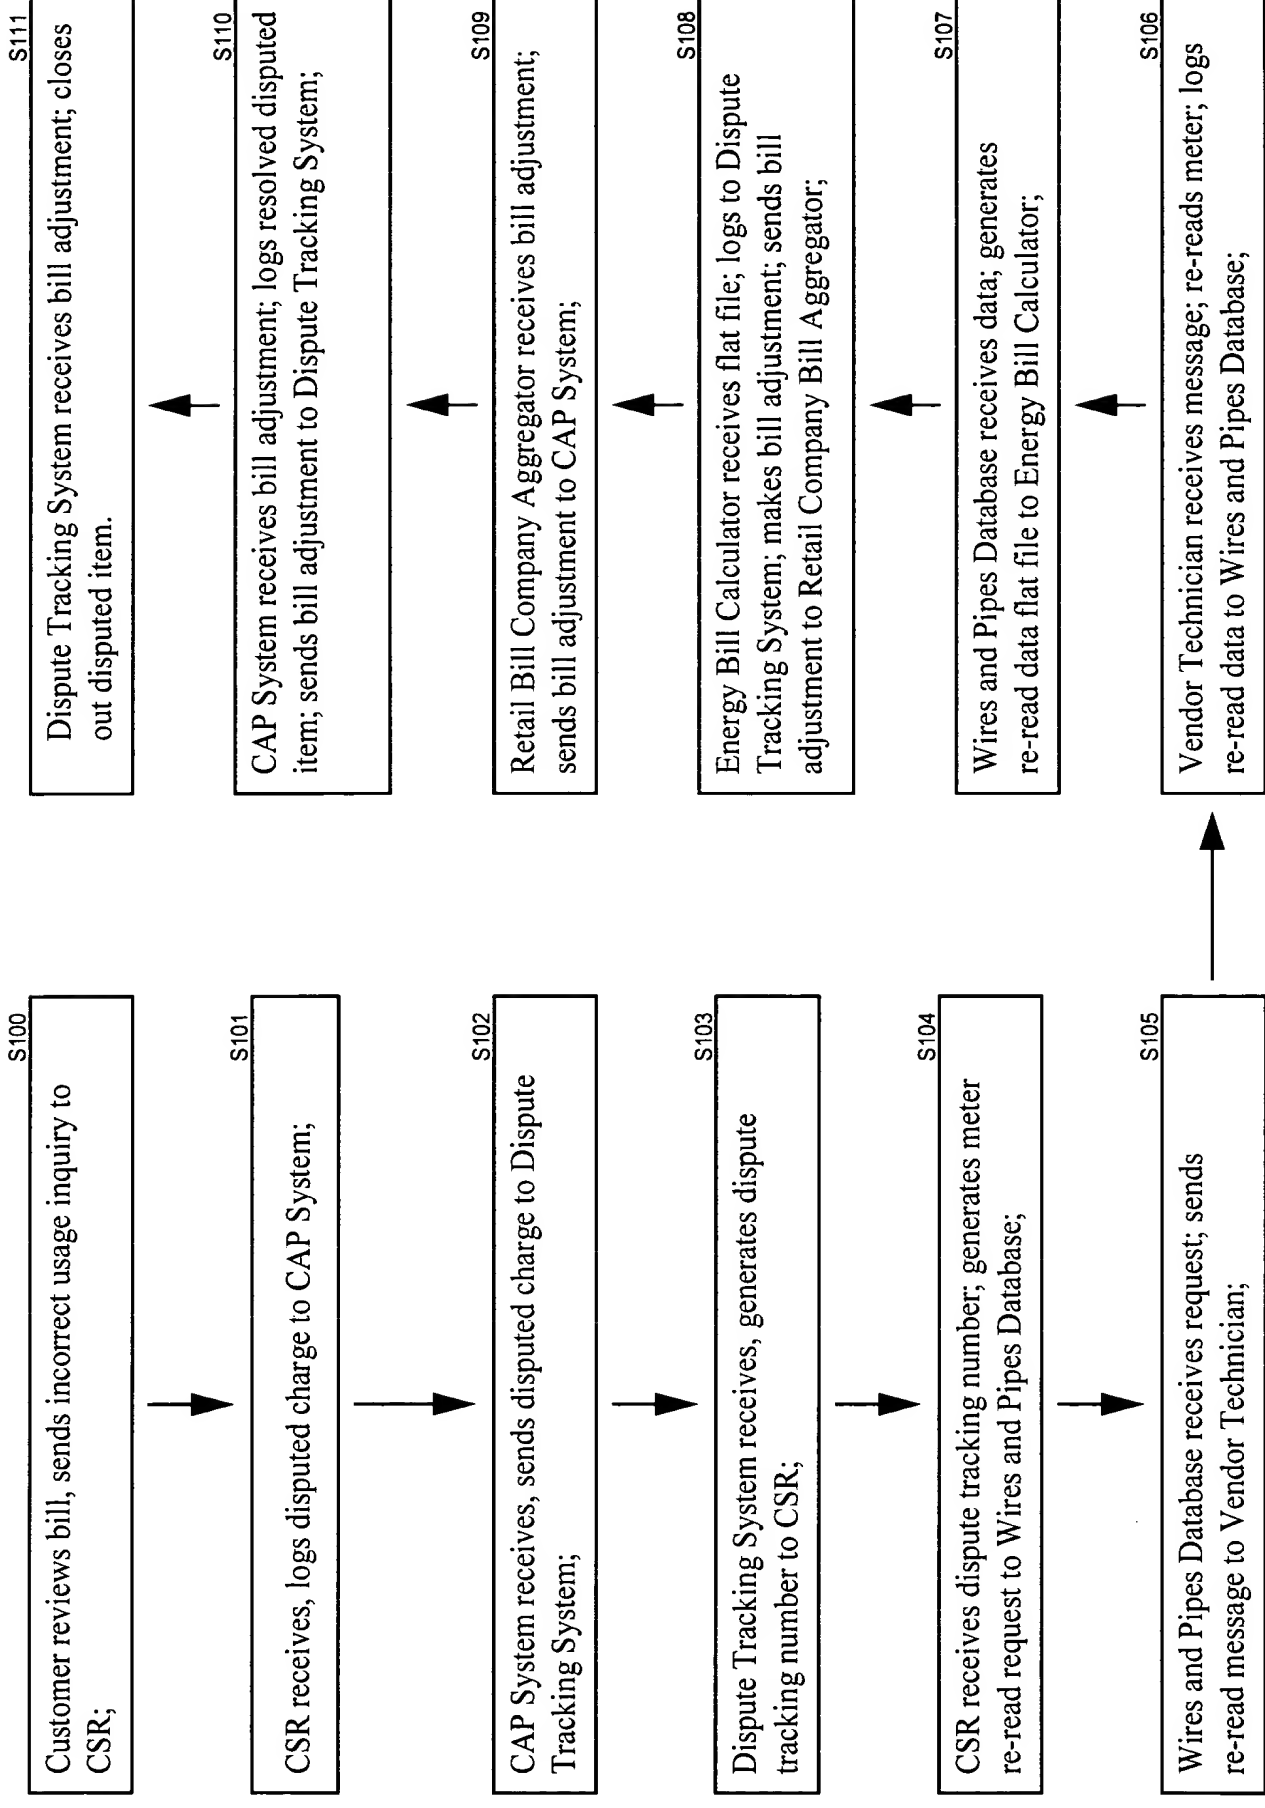 S100
Customer reviews bill, sends incorrect usage inquiry to
CSR;
S101
CSR receives, logs disputed charge to CAP System;
S102
CAP System receives, sends disputed charge to Dispute
Tracking System;
S103
Dispute Tracking System receives, generates dispute
tracking number to CSR;
S104
CSR receives dispute tracking number; generates meter
re-read request to Wires and Pipes Database;
S105
Wires and Pipes Database receives request; sends
re-read message to Vendor Technician;
S106
Vendor Technician receives message; re-reads meter; logs
re-read data to Wires and Pipes Database;
S107
Wires and Pipes Database receives data; generates
re-read data flat file to Energy Bill Calculator;
S108
Energy Bill Calculator receives flat file; logs to Dispute
Tracking System; makes bill adjustment; sends bill
adjustment to Retail Company Bill Aggregator;
S109
Retail Bill Company Aggregator receives bill adjustment;
sends bill adjustment to CAP System;
S110
CAP System receives bill adjustment; logs resolved disputed
item; sends bill adjustment to Dispute Tracking System;
S111
Dispute Tracking System receives bill adjustment; closes
out disputed item.